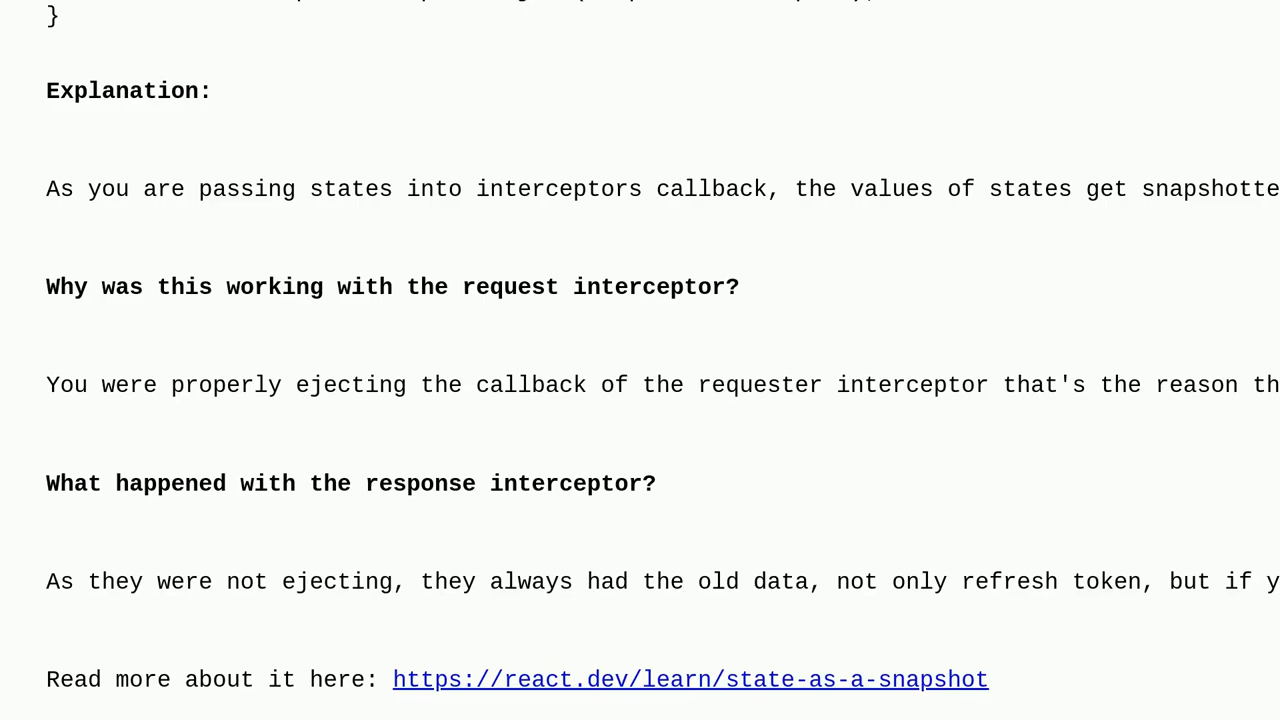 }
Explanation:
As you are passing states into interceptors callback, the values of states get snapshotte
Why was this working with the request interceptor?
You were properly ejecting the callback of the requester interceptor that's the reason th
What happened with the response interceptor?
As they were not ejecting, they always had the old data, not only refresh token, but if y
Read more about it here: https://react.dev/learn/state-as-a-snapshot